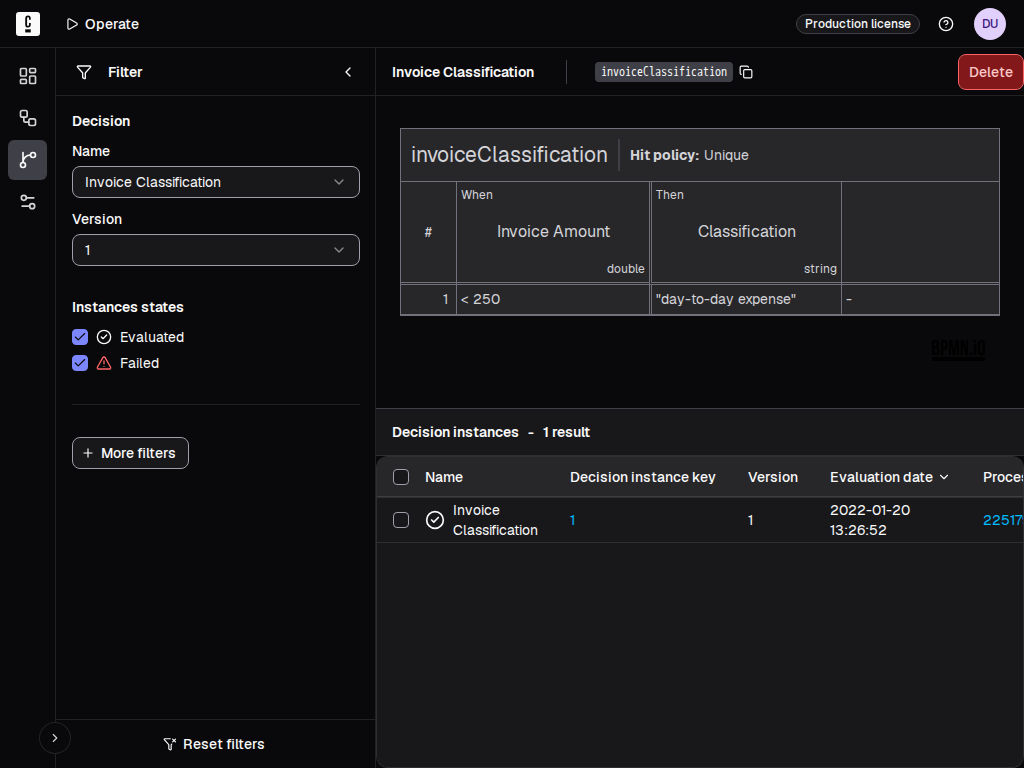 Operate
Production license
DU
Filter
Decision
Name
Invoice Classification
Version
1
Instances states
Evaluated
Failed
More filters
Reset filters
Invoice Classification
invoiceClassification
Delete
invoiceClassification
Hit policy: Unique
#
When
Invoice Amount
double
Then
Classification
string
1
< 250
"day-to-day expense"
-
BPMN.iO
Decision instances - 1 result
Name
Decision instance key
Version
Evaluation date
Proces
Invoice
Classification
1
1
2022-01-20
13:26:52
22517